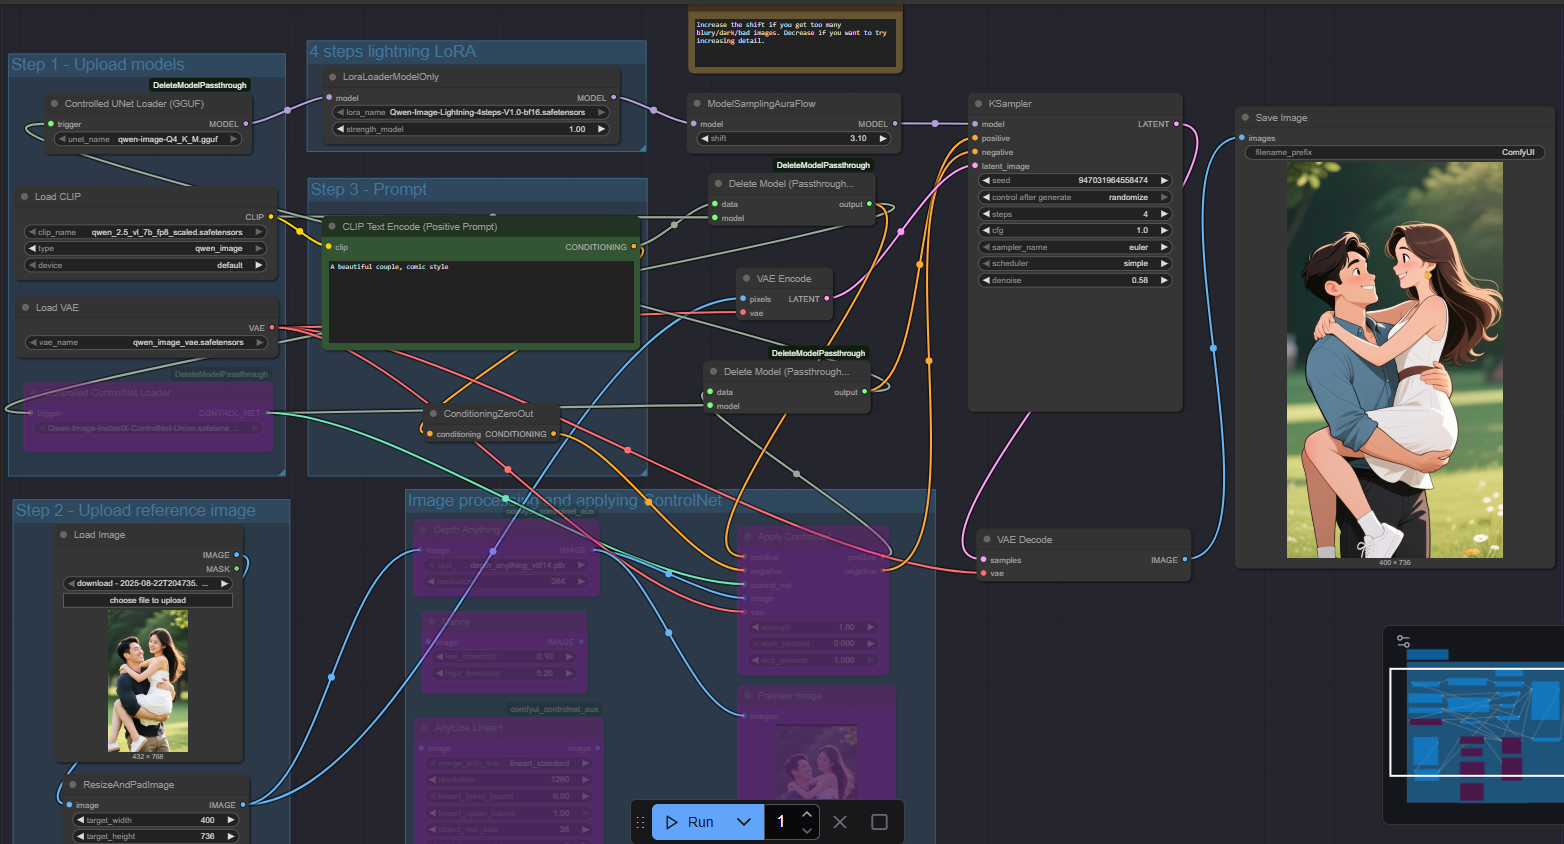 Increase the shift if you get too many
blury/dark/bad images. Decrease if you want to try
increasing detail.
Step 1 - Upload models
DeleteModelPassthrough
Controlled UNet Loader (GGUF)
trigger MODEL
unet_name qwen-image-Q4_K_M.gguf
Load CLIP
CLIP
clip_name qwen_2.5_vl_7b_fp8_scaled.safetensors
type qwen_image
device default
Load VAE
VAE
vae_name qwen_image_vae.safetensors
DeleteModelPassthrough
Controlled ControlNet Loader
trigger CONTROL_NET
Qwen-Image-InstantX-ControlNet-Union.safetens ...
4 steps lightning LoRA
LoraLoaderModelOnly
model MODEL
lora_name Qwen-Image-Lightning-4steps-V1.0-bf16.safetensors
strength_model 1.00
Step 3 - Prompt
CLIP Text Encode (Positive Prompt)
clip CONDITIONING
A beautiful couple, comic style
ConditioningZeroOut
conditioning CONDITIONING
ModelSamplingAuraFlow
model MODEL
shift 3.10
DeleteModelPassthrough
Delete Model (Passthrough...
data output
model
VAE Encode
pixels LATENT
vae
DeleteModelPassthrough
Delete Model (Passthrough...
data output
model
KSampler
model LATENT
positive
negative
latent_image
seed 947031964558474
control after generate randomize
steps 4
cfg 1.0
sampler_name euler
scheduler simple
denoise 0.58
VAE Decode
samples IMAGE
vae
Save Image
images
filename_prefix ComfyUI
400 × 736
Step 2 - Upload reference image
Load Image
IMAGE
MASK
download - 2025-08-22T204735. ...
choose file to upload
432 × 768
ResizeAndPadImage
image IMAGE
target_width 400
target_height 736
Image processing and applying ControlNet
comfyui_controlnet_aux
Depth Anything
image IMAGE
depth_anything_vitl14.pth
resolution 384
Canny
image IMAGE
low_threshold 0.10
high_threshold 0.20
comfyui_controlnet_aux
AnyLine Lineart
image image
merge_with_line... lineart_standard
resolution 1280
lineart_lower_bound 0.00
lineart_upper_bound 1.00
object_min_size 36
Apply ControlNet
positive positive
negative negative
control_net
image
vae
strength 1.00
start_percent 0.000
end_percent 1.000
Preview Image
images
Run 1